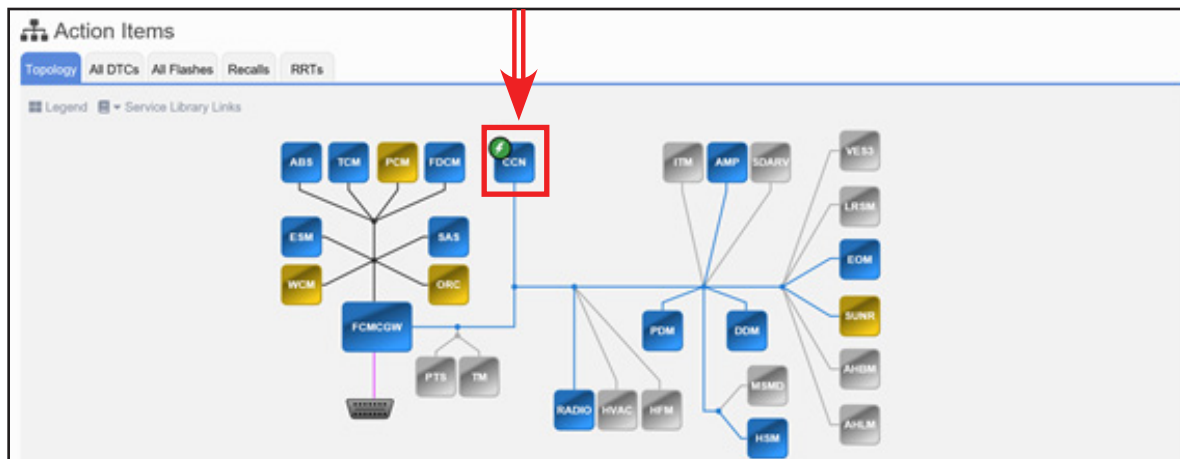 Action Items
Topology All DTCs All Flashes Recalls RRTs
Legend Service Library Links
ABS TCM PCM FDCM CCN ITM AMP SDARV VES3
LRSM
ESM SAS EOM
WCM ORC SUNR
FCMCGW PDM DDM
PTS TM AHBM
MSMD
RADIO HVAC HFM AHLM
HSM